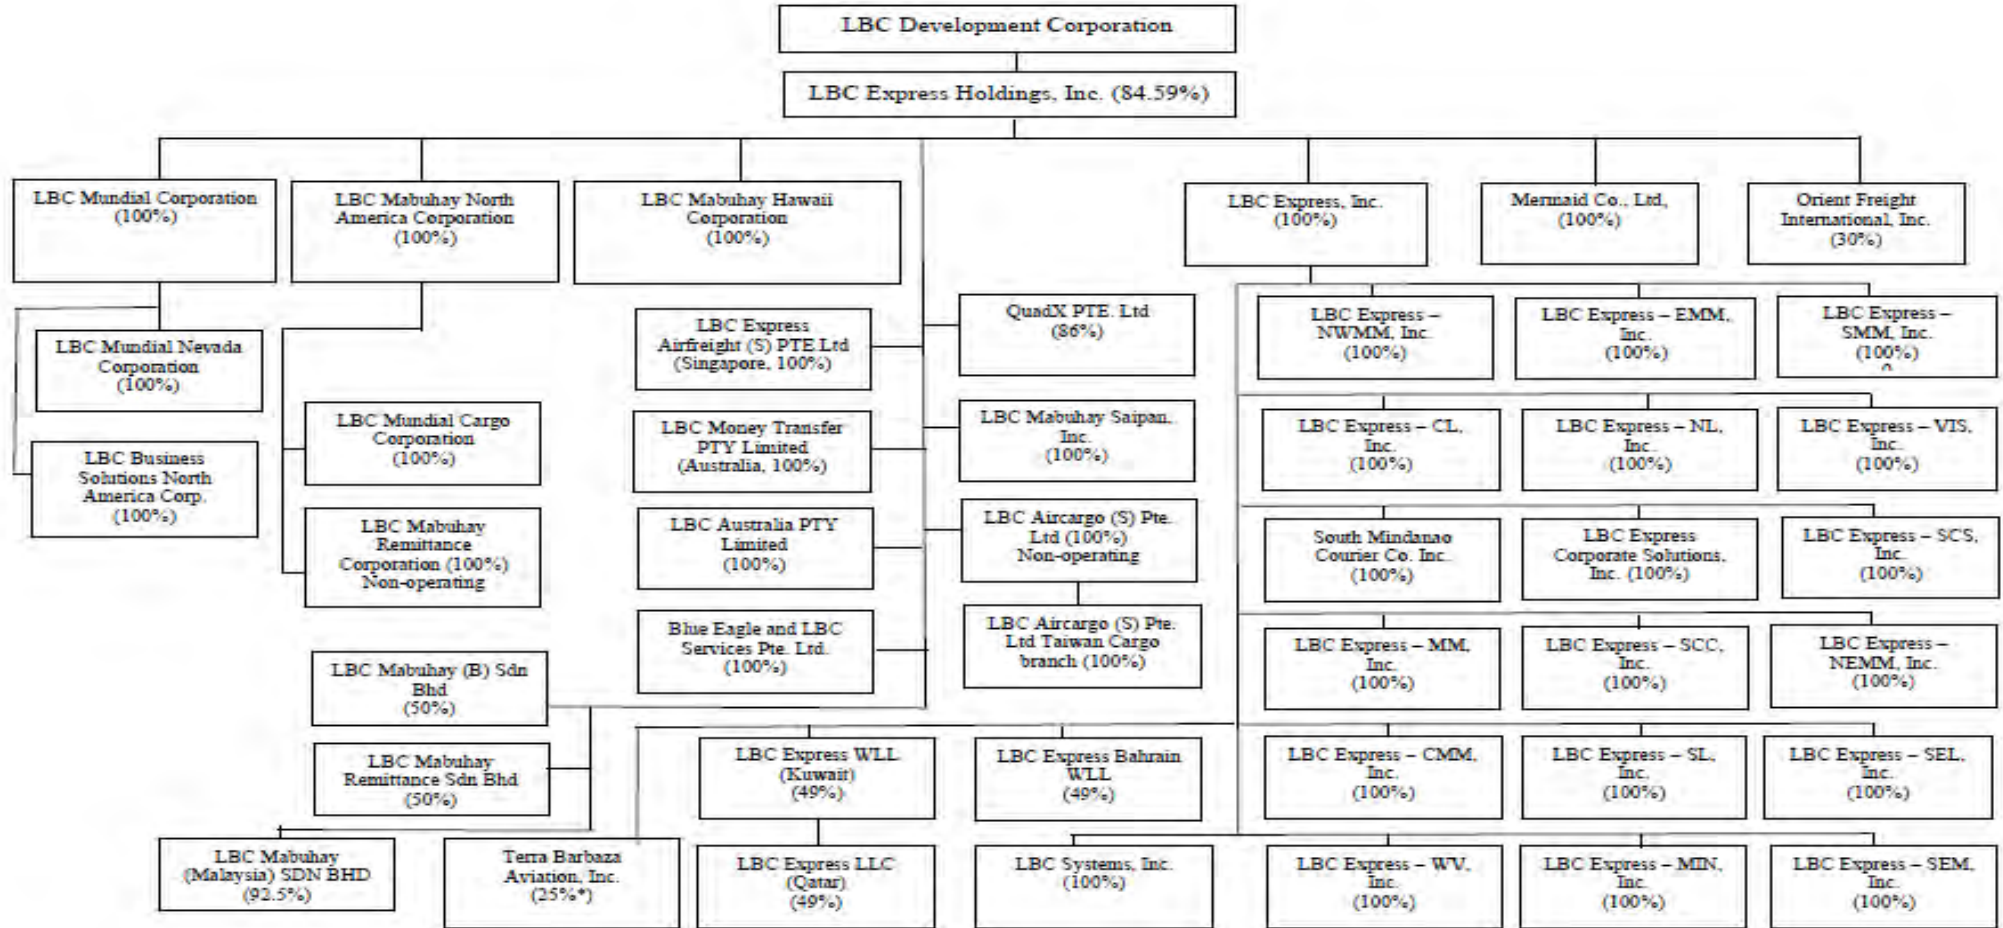 LBC Development Corporation
LBC Express Holdings, Inc. (84.59%)
LBC Mundial Corporation
(100%)
LBC Mabuhay North
America Corporation
(100%)
LBC Mabuhay Hawaii
Corporation
(100%)
LBC Express, Inc.
(100%)
Mermaid Co., Ltd,
(100%)
Orient Freight
International, Inc.
(30%)
LBC Mundial Nevada
Corporation
(100%)
LBC Business
Solutions North
America Corp.
(100%)
LBC Mundial Cargo
Corporation
(100%)
LBC Mabuhay
Remittance
Corporation (100%)
Non-operating
LBC Express
Airfreight (S) PTE Ltd
(Singapore, 100%)
LBC Money Transfer
PTY Limited
(Australia, 100%)
LBC Australia PTY
Limited
(100%)
Blue Eagle and LBC
Services Pte. Ltd.
(100%)
QuadX PTE. Ltd
(86%)
LBC Mabuhay Saipan,
Inc.
(100%)
LBC Aircargo (S) Pte.
Ltd (100%)
Non-operating
LBC Aircargo (S) Pte.
Ltd Taiwan Cargo
branch (100%)
LBC Express –
NWMM, Inc.
(100%)
LBC Express – EMM,
Inc.
(100%)
LBC Express –
SMM, Inc.
(100%)
LBC Express – CL,
Inc.
(100%)
LBC Express – NL,
Inc.
(100%)
LBC Express – VIS,
Inc.
(100%)
South Mindanao
Courier Co. Inc.
(100%)
LBC Express
Corporate Solutions,
Inc. (100%)
LBC Express – SCS,
Inc.
(100%)
LBC Express – MM,
Inc.
(100%)
LBC Express – SCC,
Inc.
(100%)
LBC Express –
NEMM, Inc.
(100%)
LBC Mabuhay (B) Sdn
Bhd
(50%)
LBC Mabuhay
Remittance Sdn Bhd
(50%)
LBC Express WLL
(Kuwait)
(49%)
LBC Express Bahrain
WLL
(49%)
LBC Express – CMM,
Inc.
(100%)
LBC Express – SL,
Inc.
(100%)
LBC Express – SEL,
Inc.
(100%)
LBC Mabuhay
(Malaysia) SDN BHD
(92.5%)
Terra Barbaza
Aviation, Inc.
(25%*)
LBC Express LLC
(Qatar)
(49%)
LBC Systems, Inc.
(100%)
LBC Express – WV,
Inc.
(100%)
LBC Express – MIN,
Inc.
(100%)
LBC Express – SEM,
Inc.
(100%)